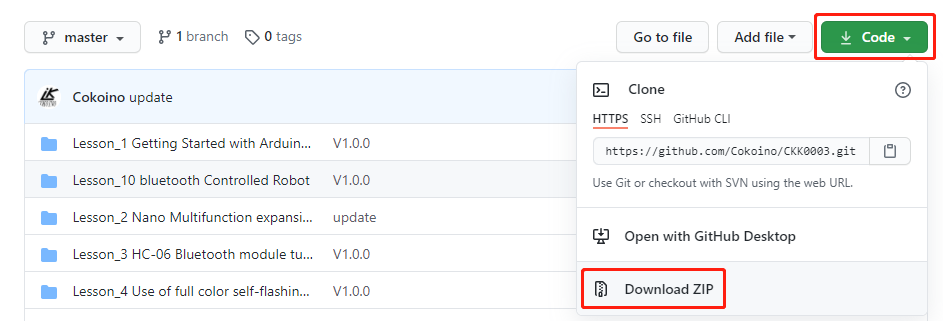 master 1 branch 0 tags Go to file Add file Code
Cokoino update
Lesson_1 Getting Started with Arduin... V1.0.0
Lesson_10 bluetooth Controlled Robot V1.0.0
Lesson_2 Nano Multifunction expansi... update
Lesson_3 HC-06 Bluetooth module tu... V1.0.0
Lesson_4 Use of full color self-flashin... V1.0.0
Clone
HTTPS SSH GitHub CLI
https://github.com/Cokoino/CKK0003.git
Use Git or checkout with SVN using the web URL.
Open with GitHub Desktop
Download ZIP